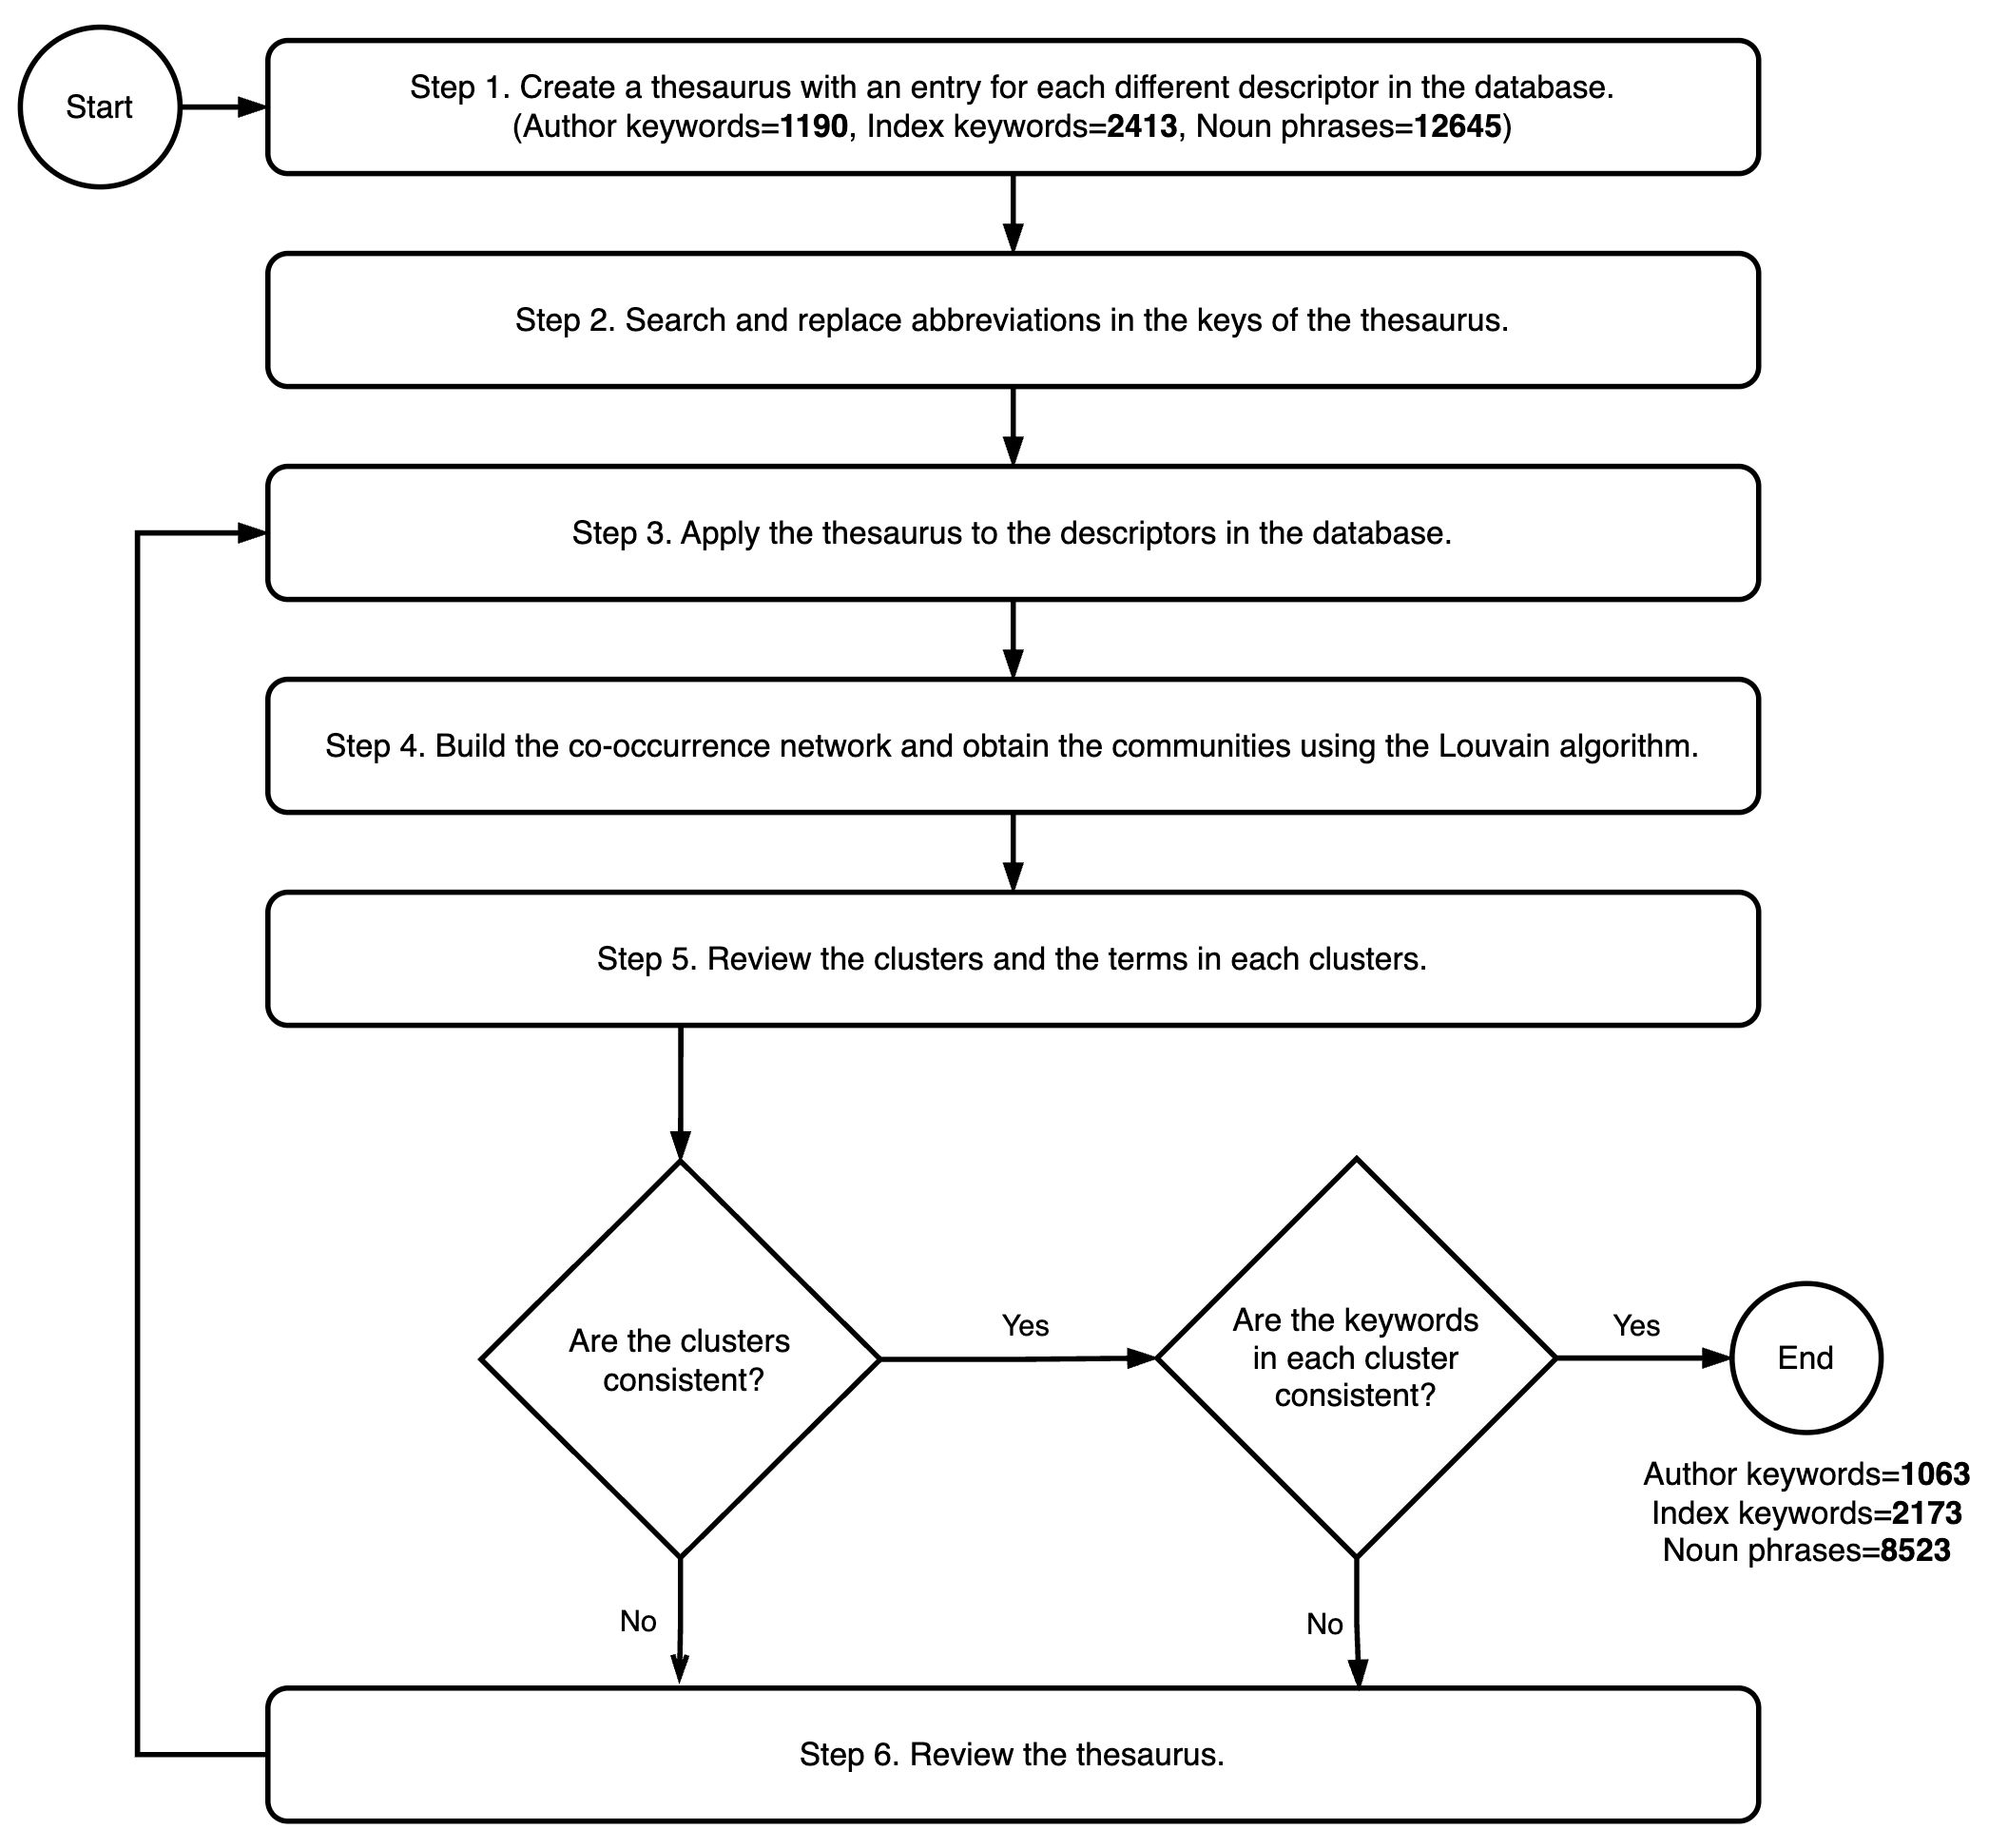 Start
Step 1. Create a thesaurus with an entry for each different descriptor in the database.
(Author keywords=1190, Index keywords=2413, Noun phrases=12645)
Step 2. Search and replace abbreviations in the keys of the thesaurus.
Step 3. Apply the thesaurus to the descriptors in the database.
Step 4. Build the co-occurrence network and obtain the communities using the Louvain algorithm.
Step 5. Review the clusters and the terms in each clusters.
Are the clusters
consistent?
Yes
Are the keywords
in each cluster
consistent?
Yes
End
Author keywords=1063
Index keywords=2173
Noun phrases=8523
No
No
Step 6. Review the thesaurus.